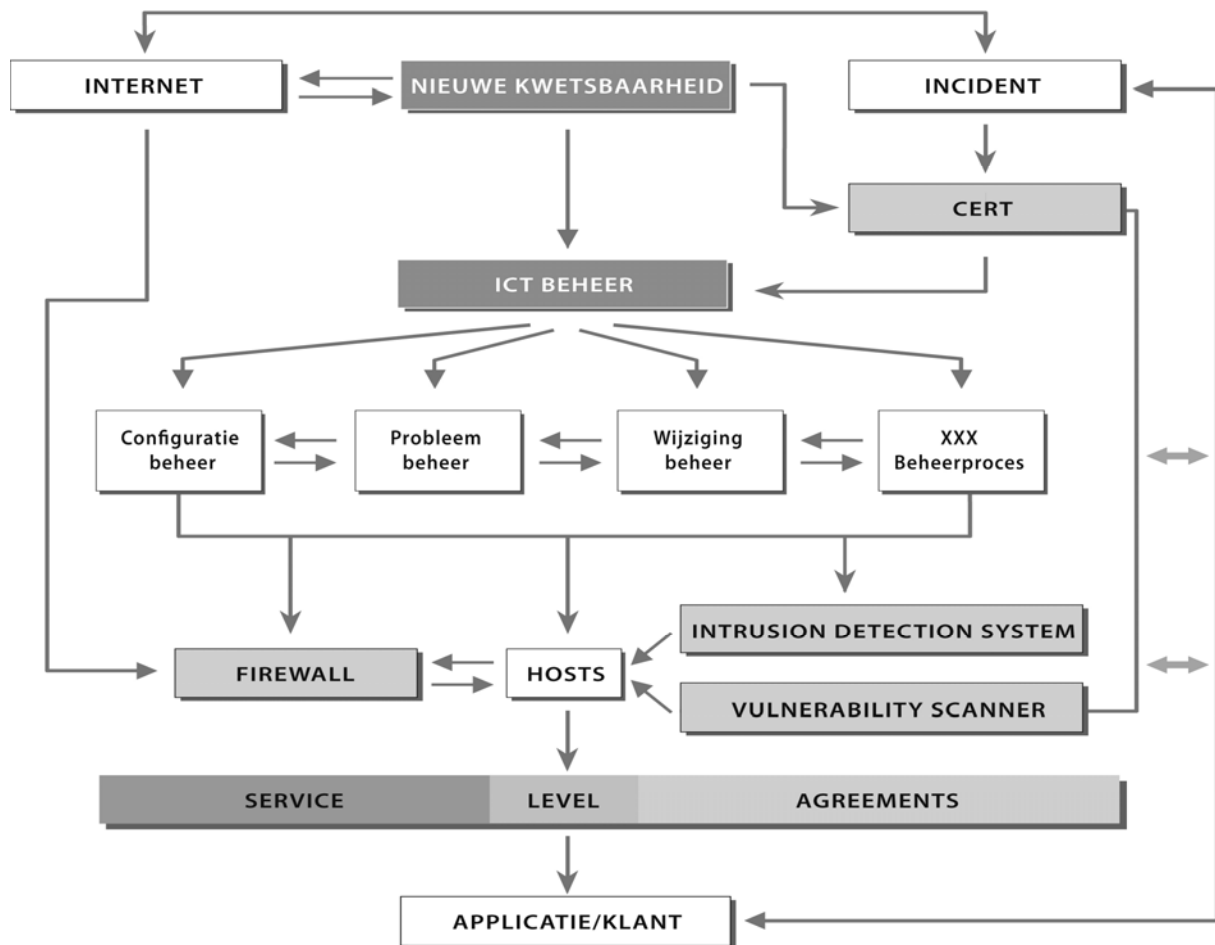 INTERNET
NIEUWE KWETSBAARHEID
INCIDENT
CERT
ICT BEHEER
Configuratie
beheer
Probleem
beheer
Wijziging
beheer
XXX
Beheerproces
INTRUSION DETECTION SYSTEM
FIREWALL
HOSTS
VULNERABILITY SCANNER
SERVICE LEVEL AGREEMENTS
APPLICATIE/KLANT